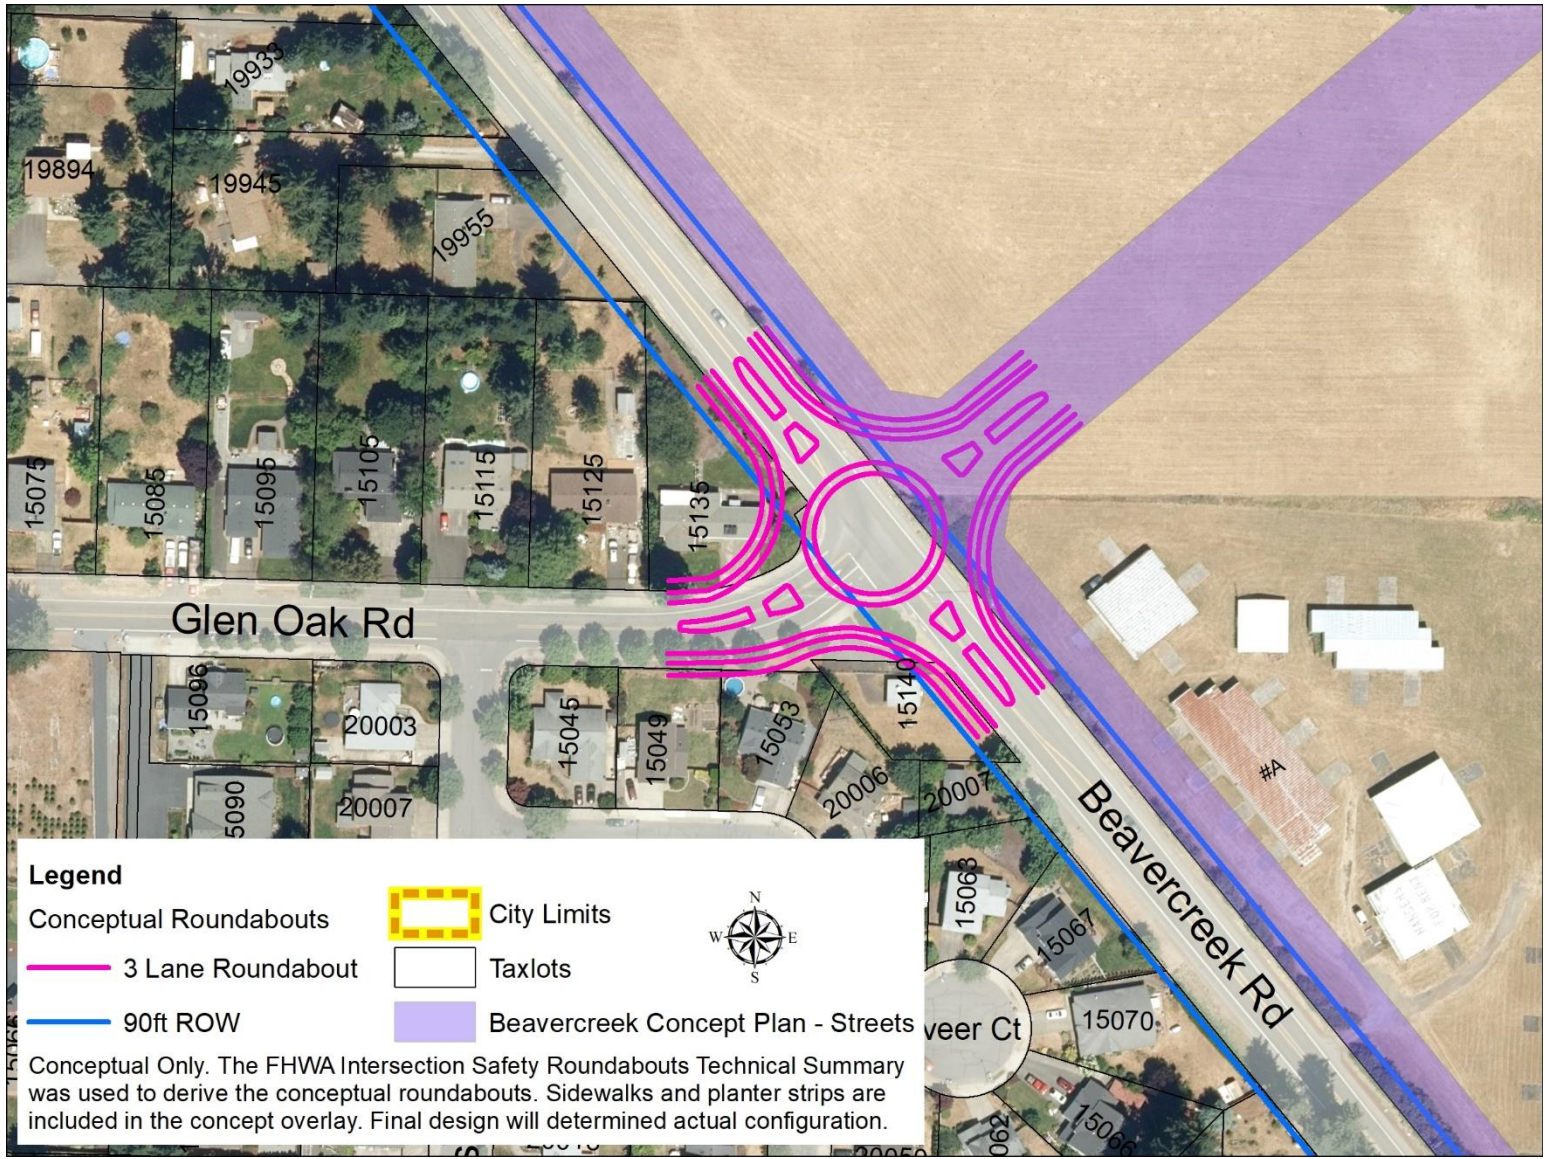 19933
19894
19945
19955
15075
15085
15095
15105
15115
15125
15135
Glen Oak Rd
15096
20003
15045
15049
15053
15140
20006
20007
#A
5090
20007
Beavercreek Rd
15063
15067
15070
veer Ct
15066
Legend
Conceptual Roundabouts
3 Lane Roundabout
90ft ROW
City Limits
Taxlots
Beavercreek Concept Plan - Streets
N
W
E
S
Conceptual Only. The FHWA Intersection Safety Roundabouts Technical Summary
was used to derive the conceptual roundabouts. Sidewalks and planter strips are
included in the concept overlay. Final design will determined actual configuration.